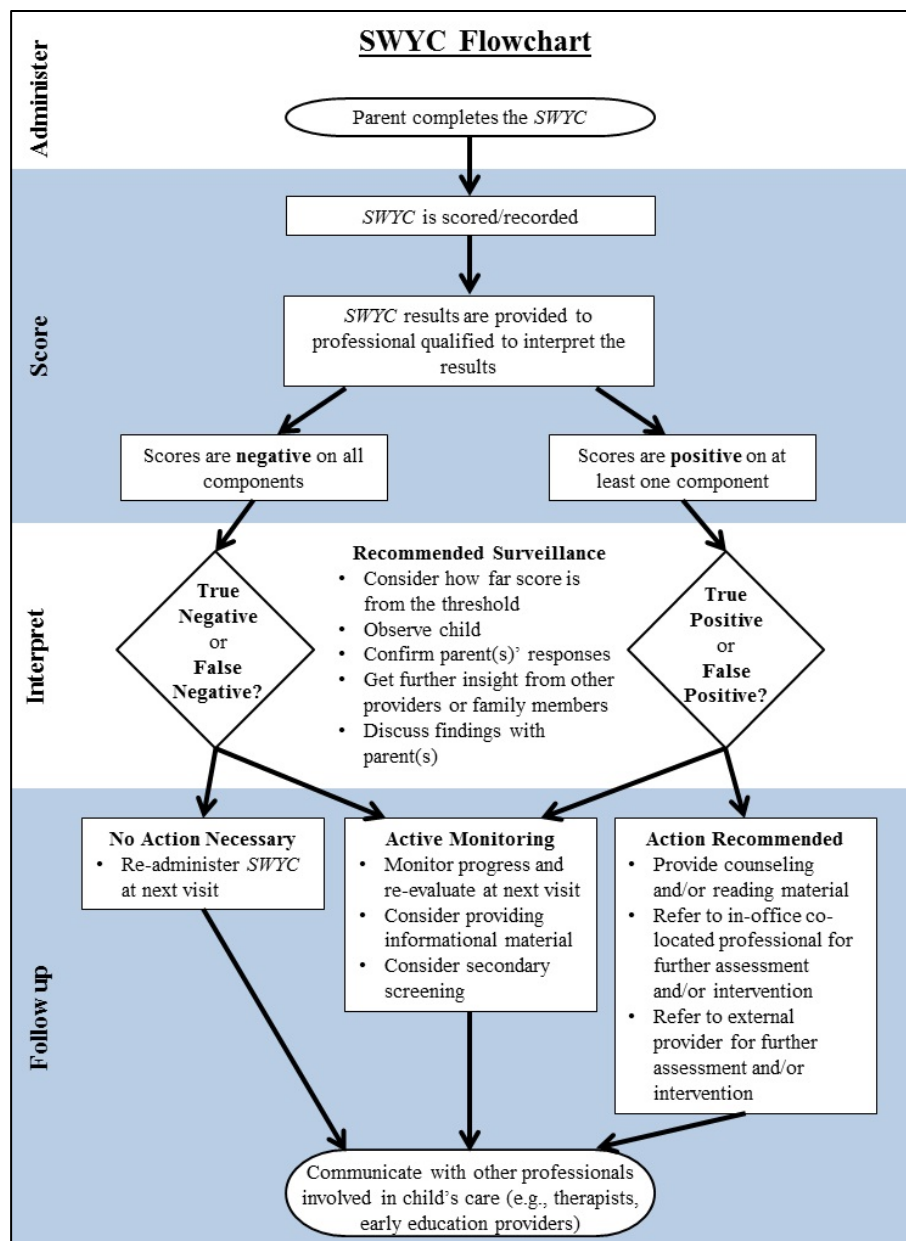 SWYC Flowchart
Administer
Parent completes the SWYC
Score
SWYC is scored/recorded
SWYC results are provided to
professional qualified to interpret the
results
Scores are negative on all
components
Scores are positive on at
least one component
Interpret
True
Negative
or
False
Negative?
Recommended Surveillance
• Consider how far score is
from the threshold
• Observe child
• Confirm parent(s)’ responses
• Get further insight from other
providers or family members
• Discuss findings with
parent(s)
True
Positive
or
False
Positive?
Follow up
No Action Necessary
• Re-administer SWYC
at next visit
Active Monitoring
• Monitor progress and
re-evaluate at next visit
• Consider providing
informational material
• Consider secondary
screening
Action Recommended
• Provide counseling
and/or reading material
• Refer to in-office co-
located professional for
further assessment
and/or intervention
• Refer to external
provider for further
assessment and/or
intervention
Communicate with other professionals
involved in child’s care (e.g., therapists,
early education providers)